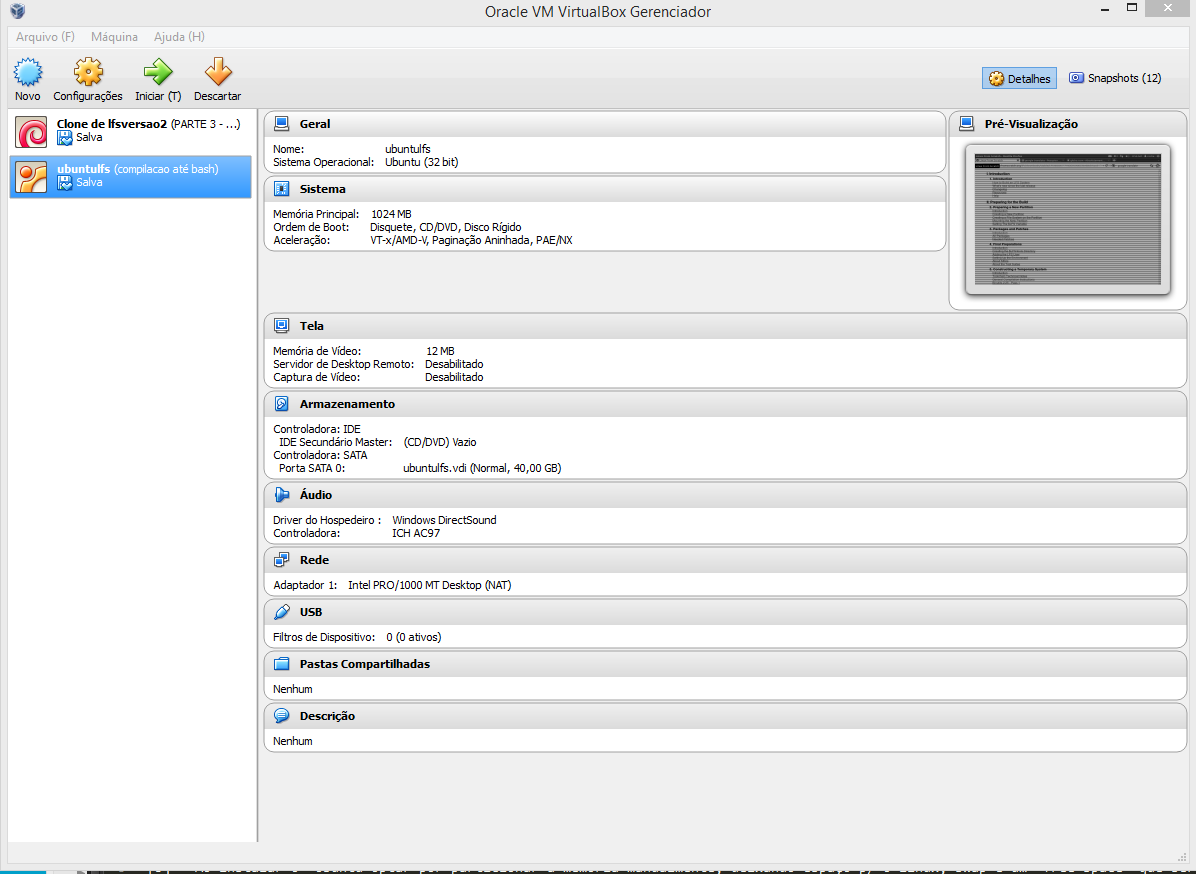 Oracle VM VirtualBox Gerenciador
Arquivo (F) Máquina Ajuda (H)
Novo Configurações Iniciar (T) Descartar
Detalhes Snapshots (12)
Clone de lfsversao2 (PARTE 3 - ...)
Salva
ubuntulfs (compilacao até bash)
Salva
Geral
Nome: ubuntulfs
Sistema Operacional: Ubuntu (32 bit)
Pré-Visualização
Sistema
Memória Principal: 1024 MB
Ordem de Boot: Disquete, CD/DVD, Disco Rígido
Aceleração: VT-x/AMD-V, Paginação Aninhada, PAE/NX
Tela
Memória de Vídeo: 12 MB
Servidor de Desktop Remoto: Desabilitado
Captura de Vídeo: Desabilitado
Armazenamento
Controladora: IDE
IDE Secundário Master: (CD/DVD) Vazio
Controladora: SATA
Porta SATA 0: ubuntulfs.vdi (Normal, 40,00 GB)
Áudio
Driver do Hospedeiro : Windows DirectSound
Controladora: ICH AC97
Rede
Adaptador 1: Intel PRO/1000 MT Desktop (NAT)
USB
Filtros de Dispositivo: 0 (0 ativos)
Pastas Compartilhadas
Nenhum
Descrição
Nenhum